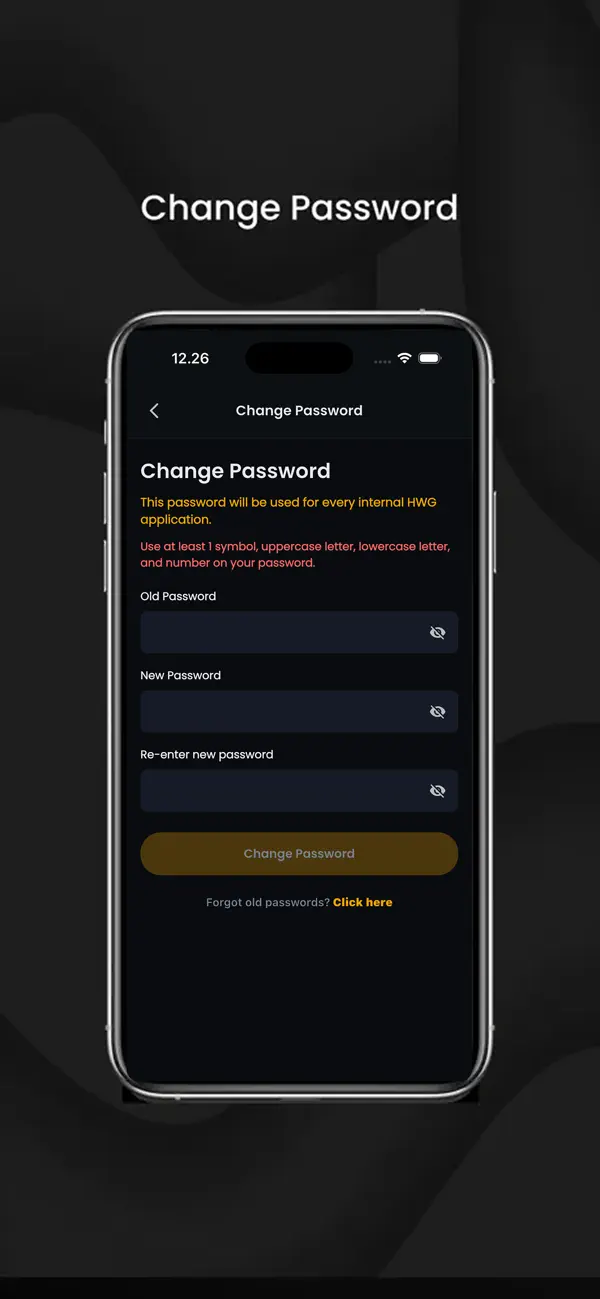 Change Password
12.26
Change Password
Change Password
This password will be used for every internal HWG
application.
Use at least 1 symbol, uppercase letter, lowercase letter,
and number on your password.
Old Password
New Password
Re-enter new password
Change Password
Forgot old passwords? Click here